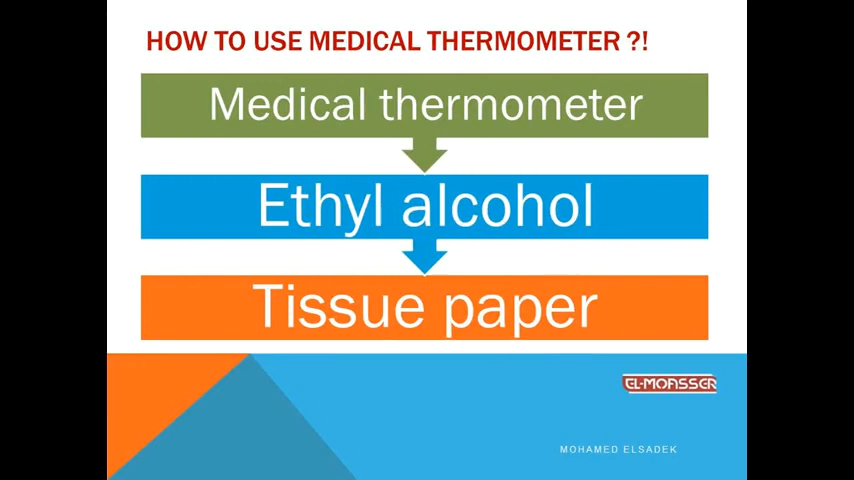 HOW TO USE MEDICAL THERMOMETER ?!
Medical thermometer
Ethyl alcohol
Tissue paper
EL-MOASSER
MOHAMED ELSADEK